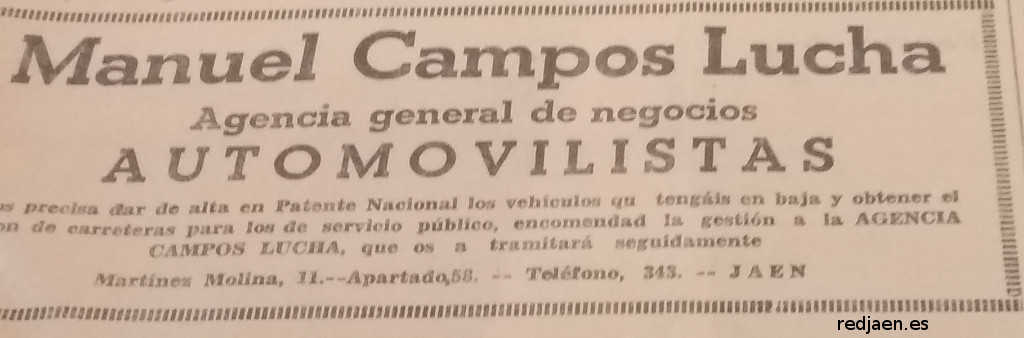 Manuel Campos Lucha
Agencia general de negocios
AUTOMOVILISTAS
os precisa dar de alta en Patente Nacional los vehículos qu tengáis en baja y obtener el
on de carreteras para los de servicio público, encomendad la gestión a la AGENCIA
CAMPOS LUCHA, que os a tramitará seguidamente
Martínez Molina, 11.--Apartado,58. -- Teléfono, 343. -- JAEN
redjaen.es